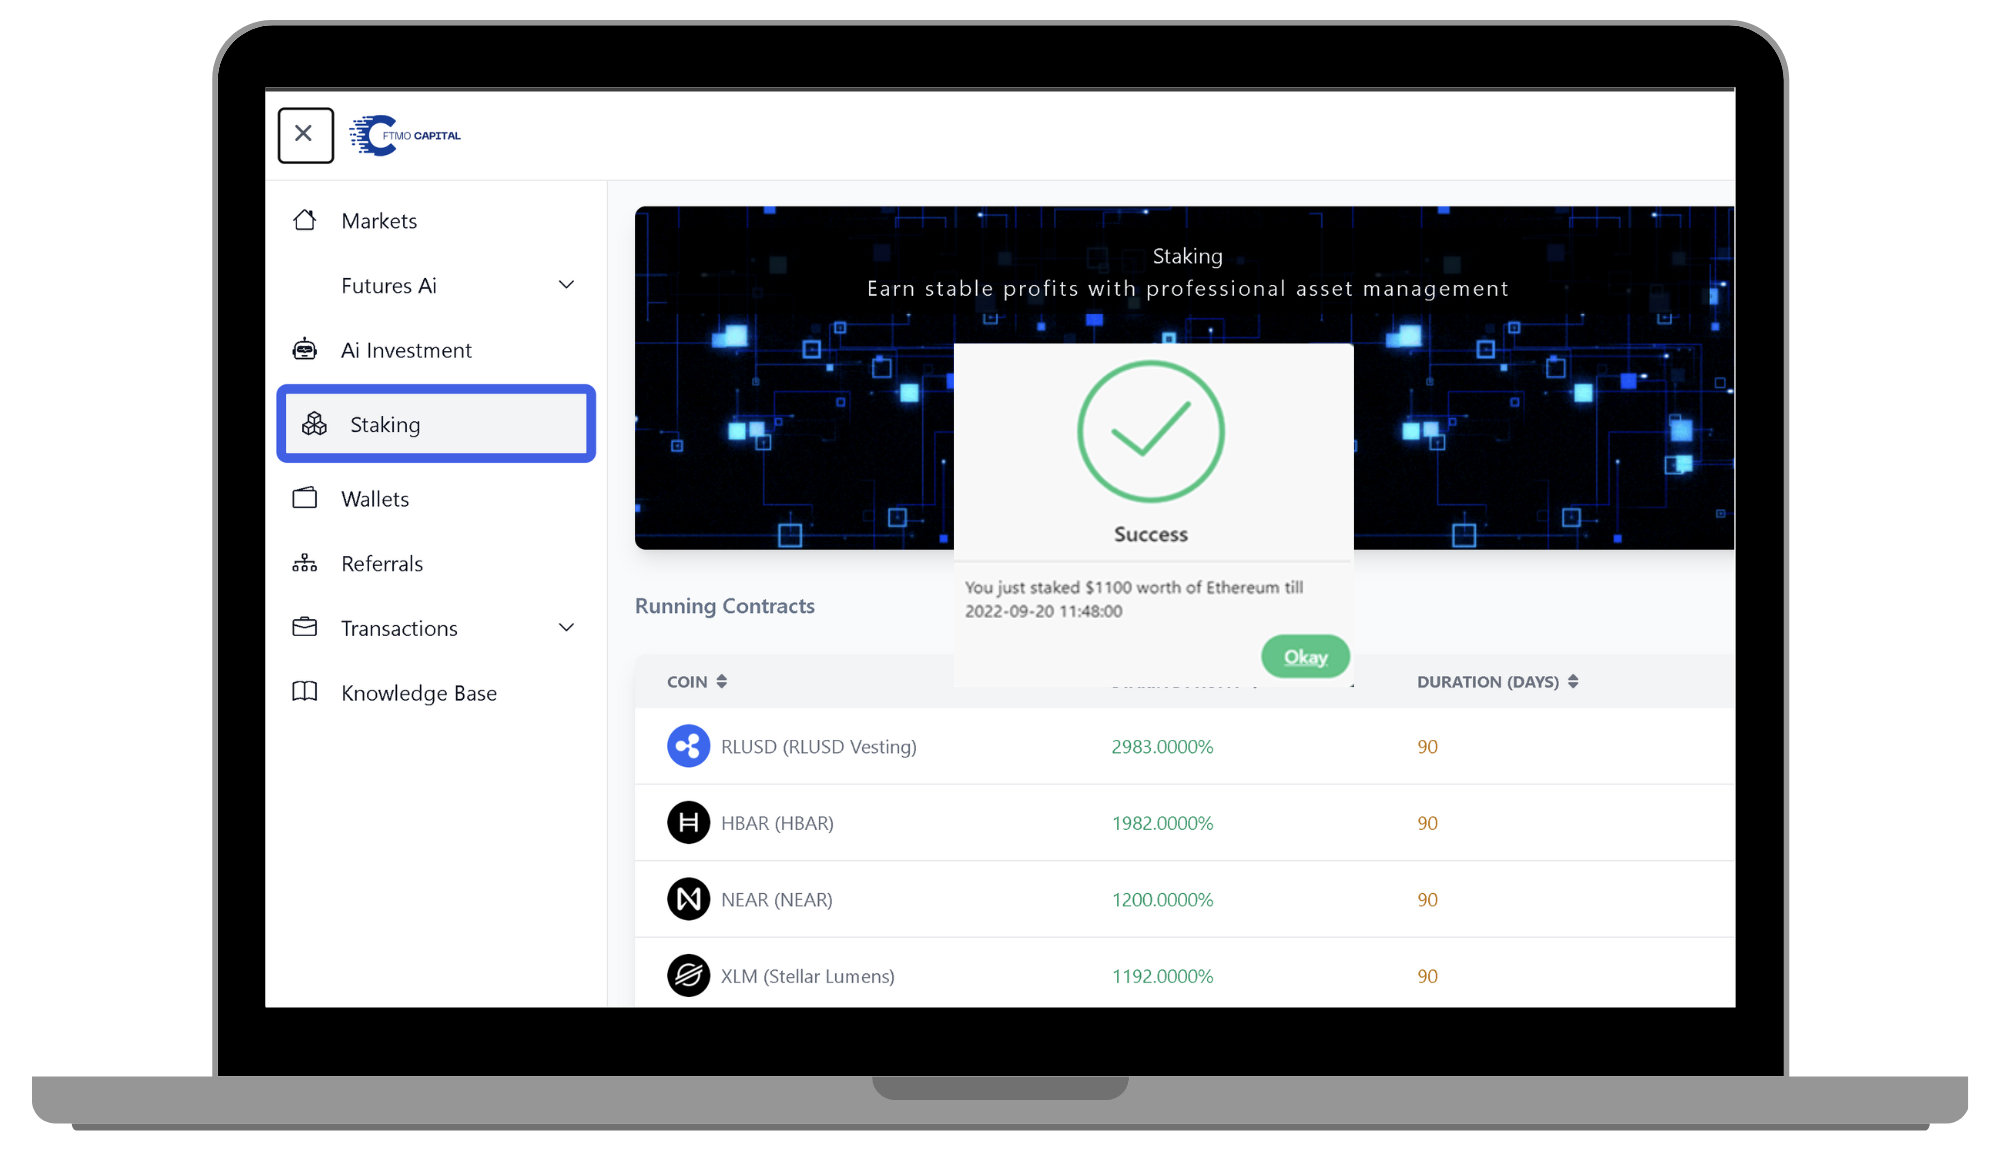 FTMO CAPITAL
Markets
Futures Ai
Ai Investment
Staking
Wallets
Referrals
Transactions
Knowledge Base
Staking
Earn stable profits with professional asset management
Success
You just staked $1100 worth of Ethereum till
2022-09-20 11:48:00
Okay
Running Contracts
COIN DURATION (DAYS)
RLUSD (RLUSD Vesting) 2983.0000% 90
HBAR (HBAR) 1982.0000% 90
NEAR (NEAR) 1200.0000% 90
XLM (Stellar Lumens) 1192.0000% 90